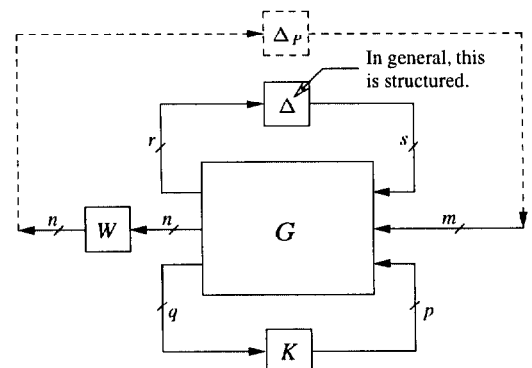 Δ_P
In general, this
is structured.
Δ
r
s
n
W
n
G
m
q
p
K